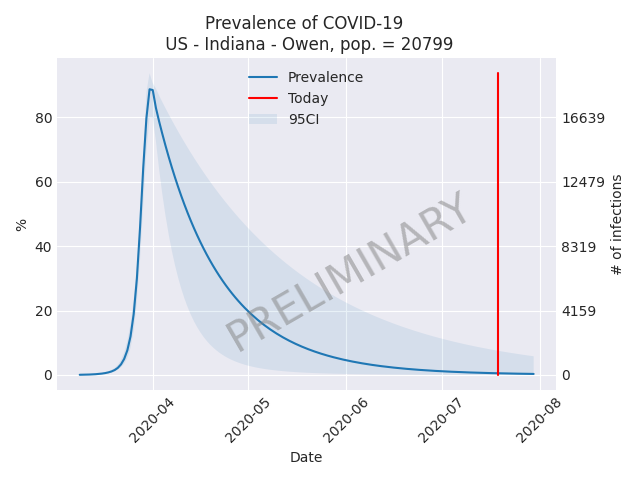 Prevalence of COVID-19
US - Indiana - Owen, pop. = 20799
Prevalence
Today
95CI
80
60
40
20
0
%
16639
12479
8319
4159
0
# of infections
PRELIMINARY
2020-04
2020-05
2020-06
2020-07
2020-08
Date